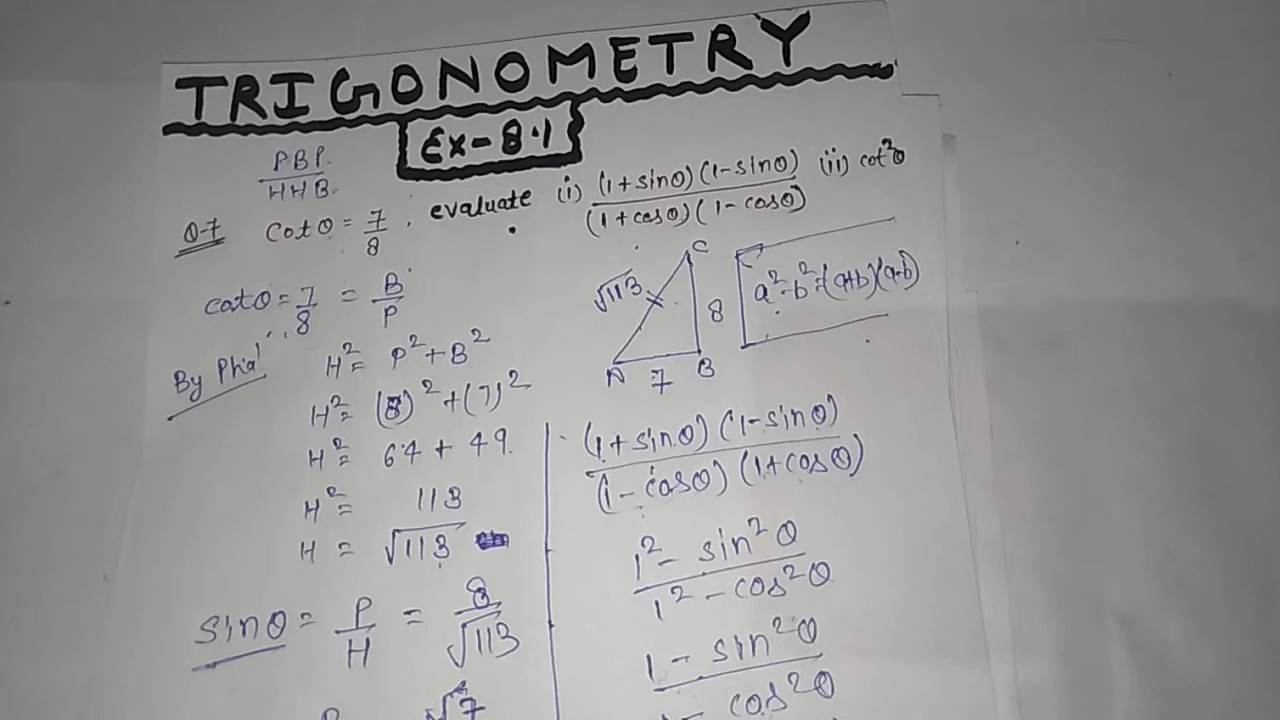 TRIGONOMETRY
Ex-8.1
PBP
HHB
Q-7 cotθ = 7/8, evaluate (i) (1+sinθ)(1-sinθ)/(1+cosθ)(1-cosθ) (ii) cot²θ
cotθ = 7/8 = B/P
By Pha'
H² = P²+B²
H² = (8)²+(7)²
H² = 64 + 49
H² = 113
H = √113
sinθ = P/H = 8/√113
√7
C
√113
8
A
7
B
a²-b²=(a+b)(a-b)
(1+sinθ)(1-sinθ)
(1-cosθ)(1+cosθ)
1²-sin²θ
1²-cos²θ
1-sin²θ
cos²θ